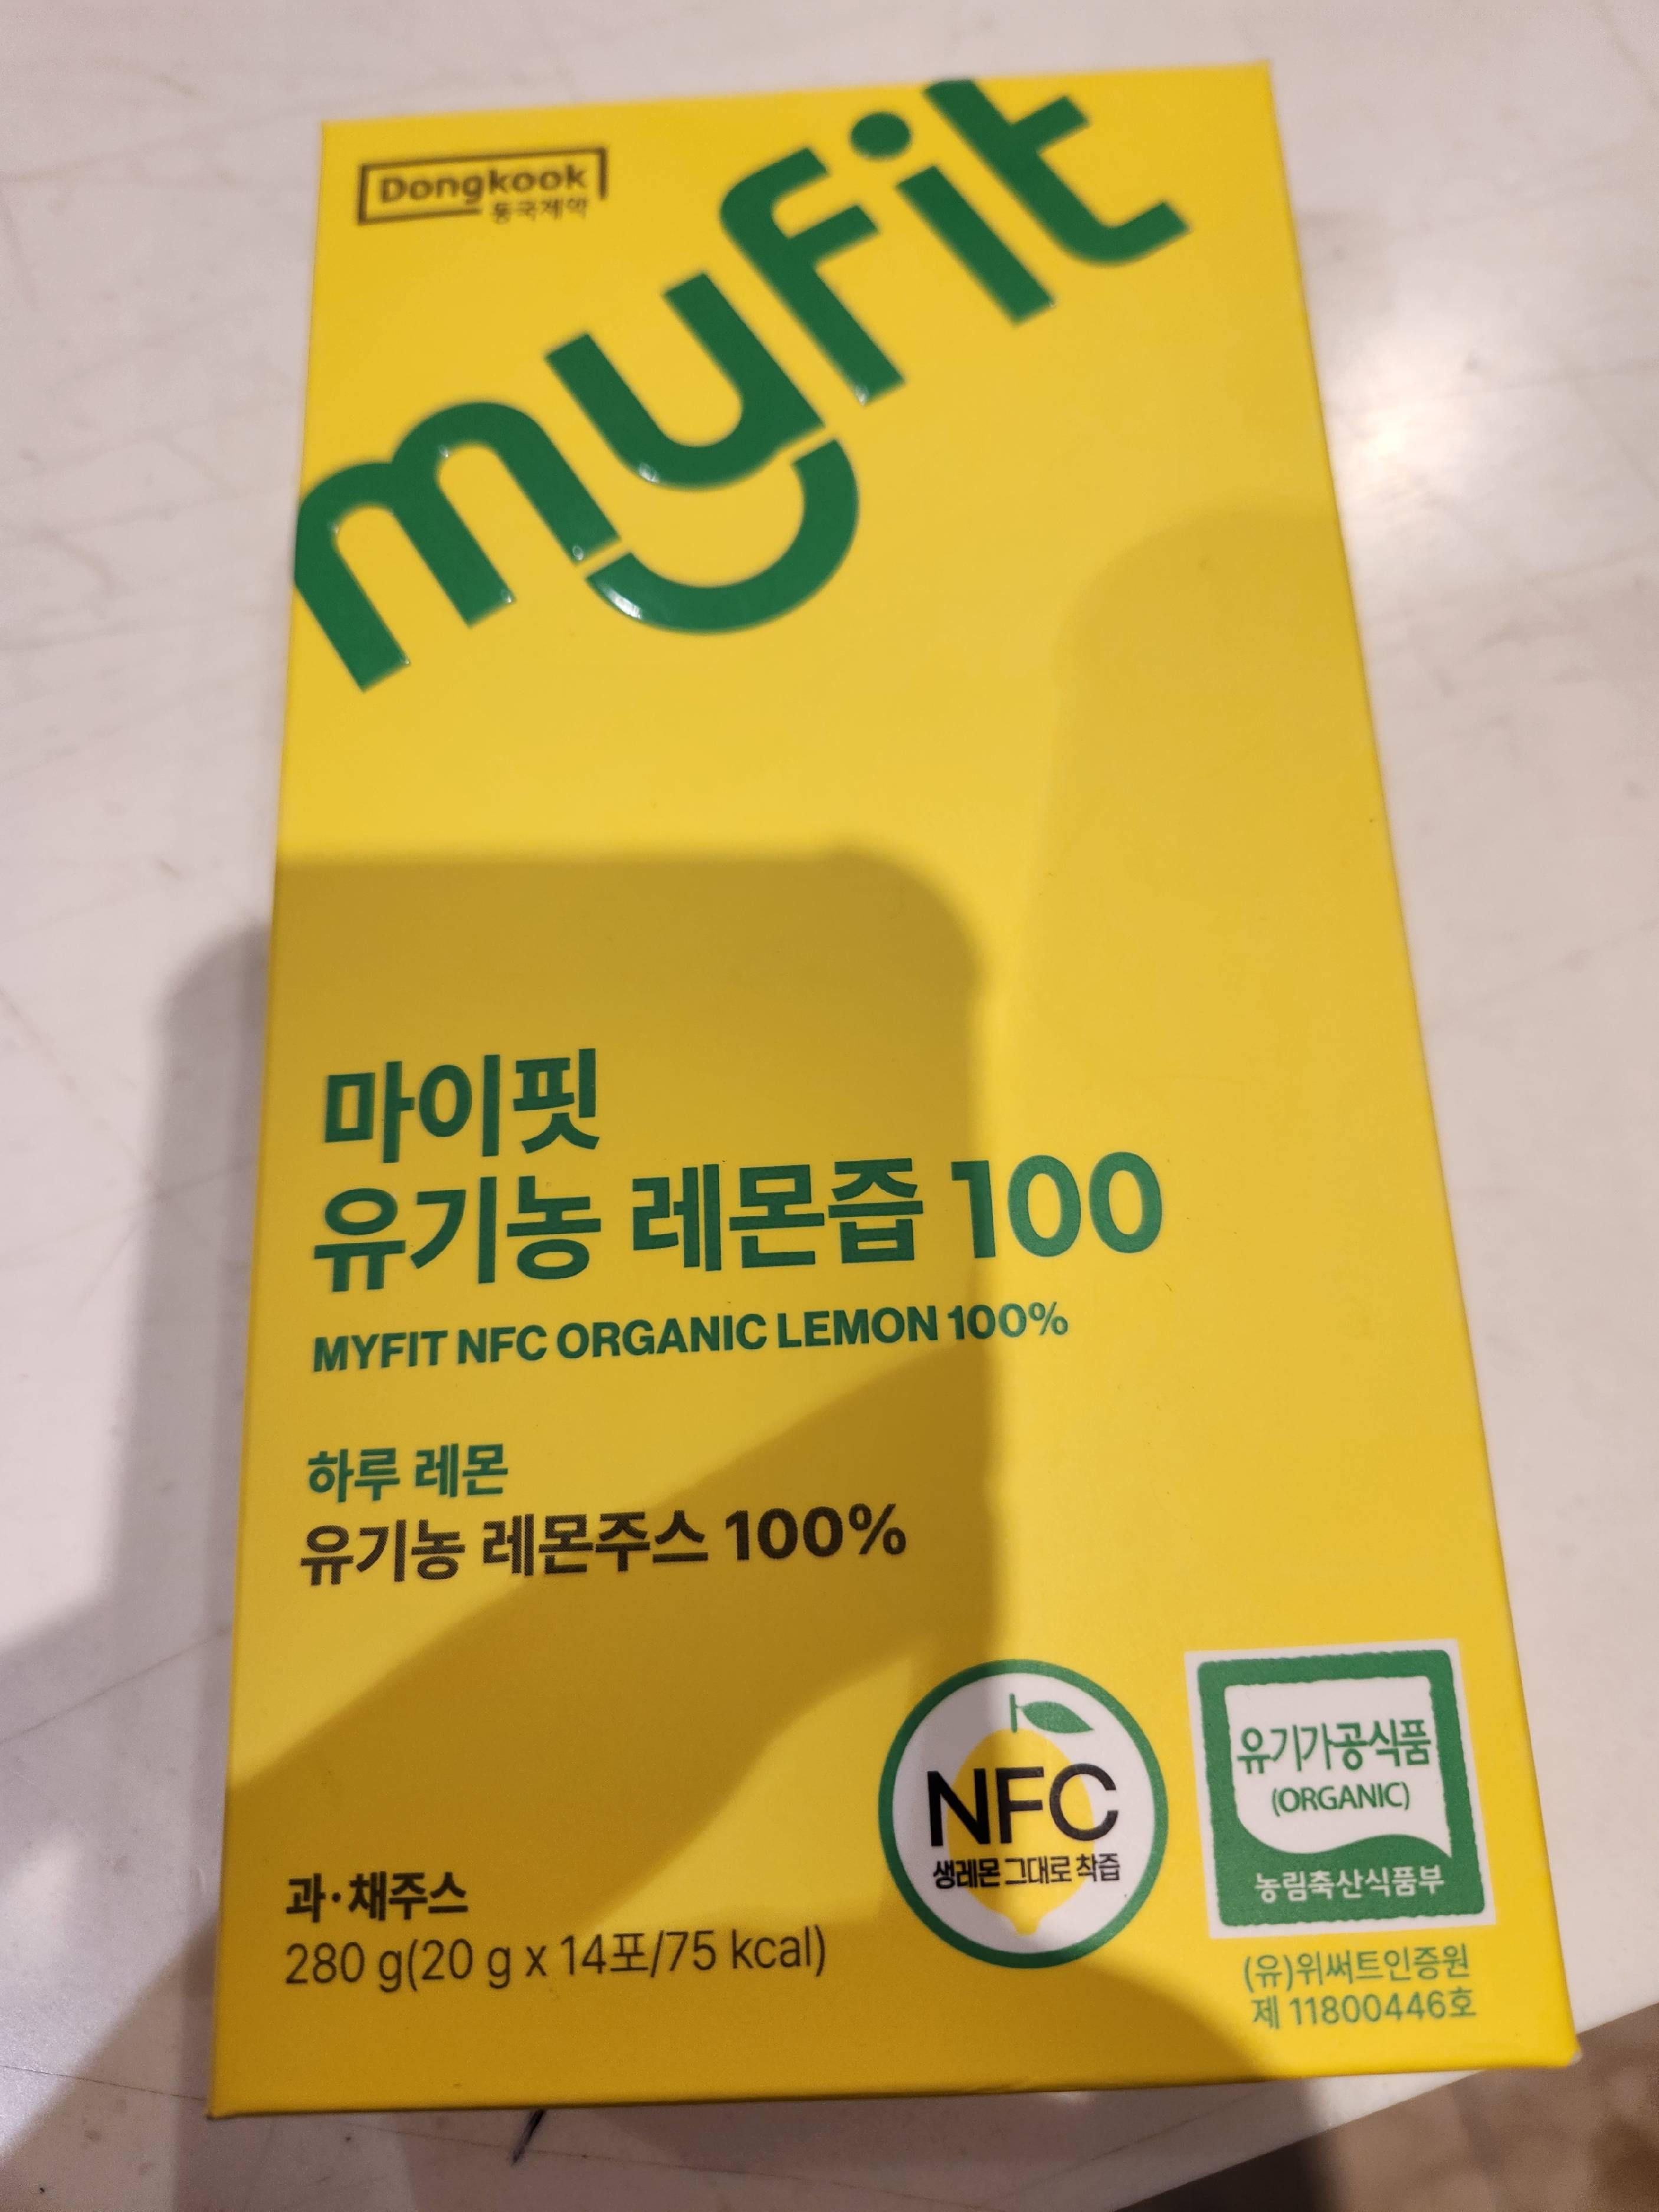 Dongkook
동국제약
myfit
마이핏
유기농 레몬즙 100
MYFIT NFC ORGANIC LEMON 100%
하루 레몬
유기농 레몬주스 100%
NFC
생레몬 그대로 착즙
유기가공식품
(ORGANIC)
농림축산식품부
(유)위써트인증원
제 11800446호
과·채주스
280 g(20 g x 14포/75 kcal)